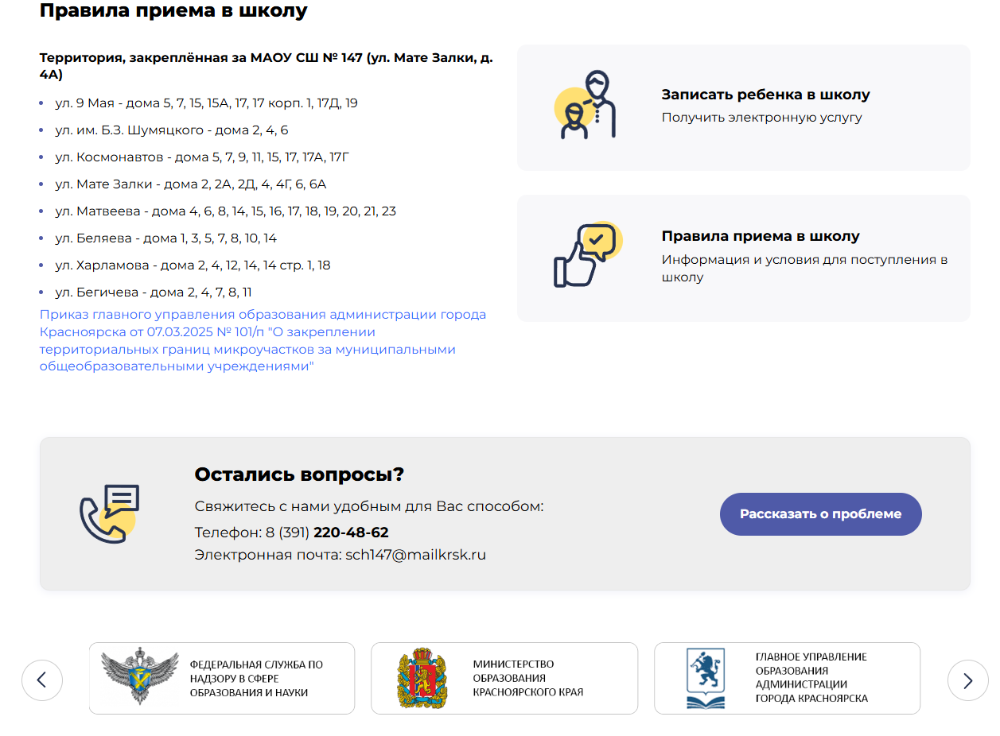 Правила приема в школу
Территория, закреплённая за МАОУ СШ № 147 (ул. Мате Залки, д.
4А)
ул. 9 Мая - дома 5, 7, 15, 15А, 17, 17 корп. 1, 17Д, 19
ул. им. Б.З. Шумяцкого - дома 2, 4, 6
ул. Космонавтов - дома 5, 7, 9, 11, 15, 17, 17А, 17Г
ул. Мате Залки - дома 2, 2А, 2Д, 4, 4Г, 6, 6А
ул. Матвеева - дома 4, 6, 8, 14, 15, 16, 17, 18, 19, 20, 21, 23
ул. Беляева - дома 1, 3, 5, 7, 8, 10, 14
ул. Харламова - дома 2, 4, 12, 14, 14 стр. 1, 18
ул. Бегичева - дома 2, 4, 7, 8, 11
Приказ главного управления образования администрации города
Красноярска от 07.03.2025 № 101/п "О закреплении
территориальных границ микроучастков за муниципальными
общеобразовательными учреждениями"
Записать ребенка в школу
Получить электронную услугу
Правила приема в школу
Информация и условия для поступления в
школу
Остались вопросы?
Свяжитесь с нами удобным для Вас способом:
Телефон: 8 (391) 220-48-62
Электронная почта: sch147@mailkrsk.ru
Рассказать о проблеме
ФЕДЕРАЛЬНАЯ СЛУЖБА ПО
НАДЗОРУ В СФЕРЕ
ОБРАЗОВАНИЯ И НАУКИ
МИНИСТЕРСТВО
ОБРАЗОВАНИЯ
КРАСНОЯРСКОГО КРАЯ
ГЛАВНОЕ УПРАВЛЕНИЕ
ОБРАЗОВАНИЯ
АДМИНИСТРАЦИИ
ГОРОДА КРАСНОЯРСКА